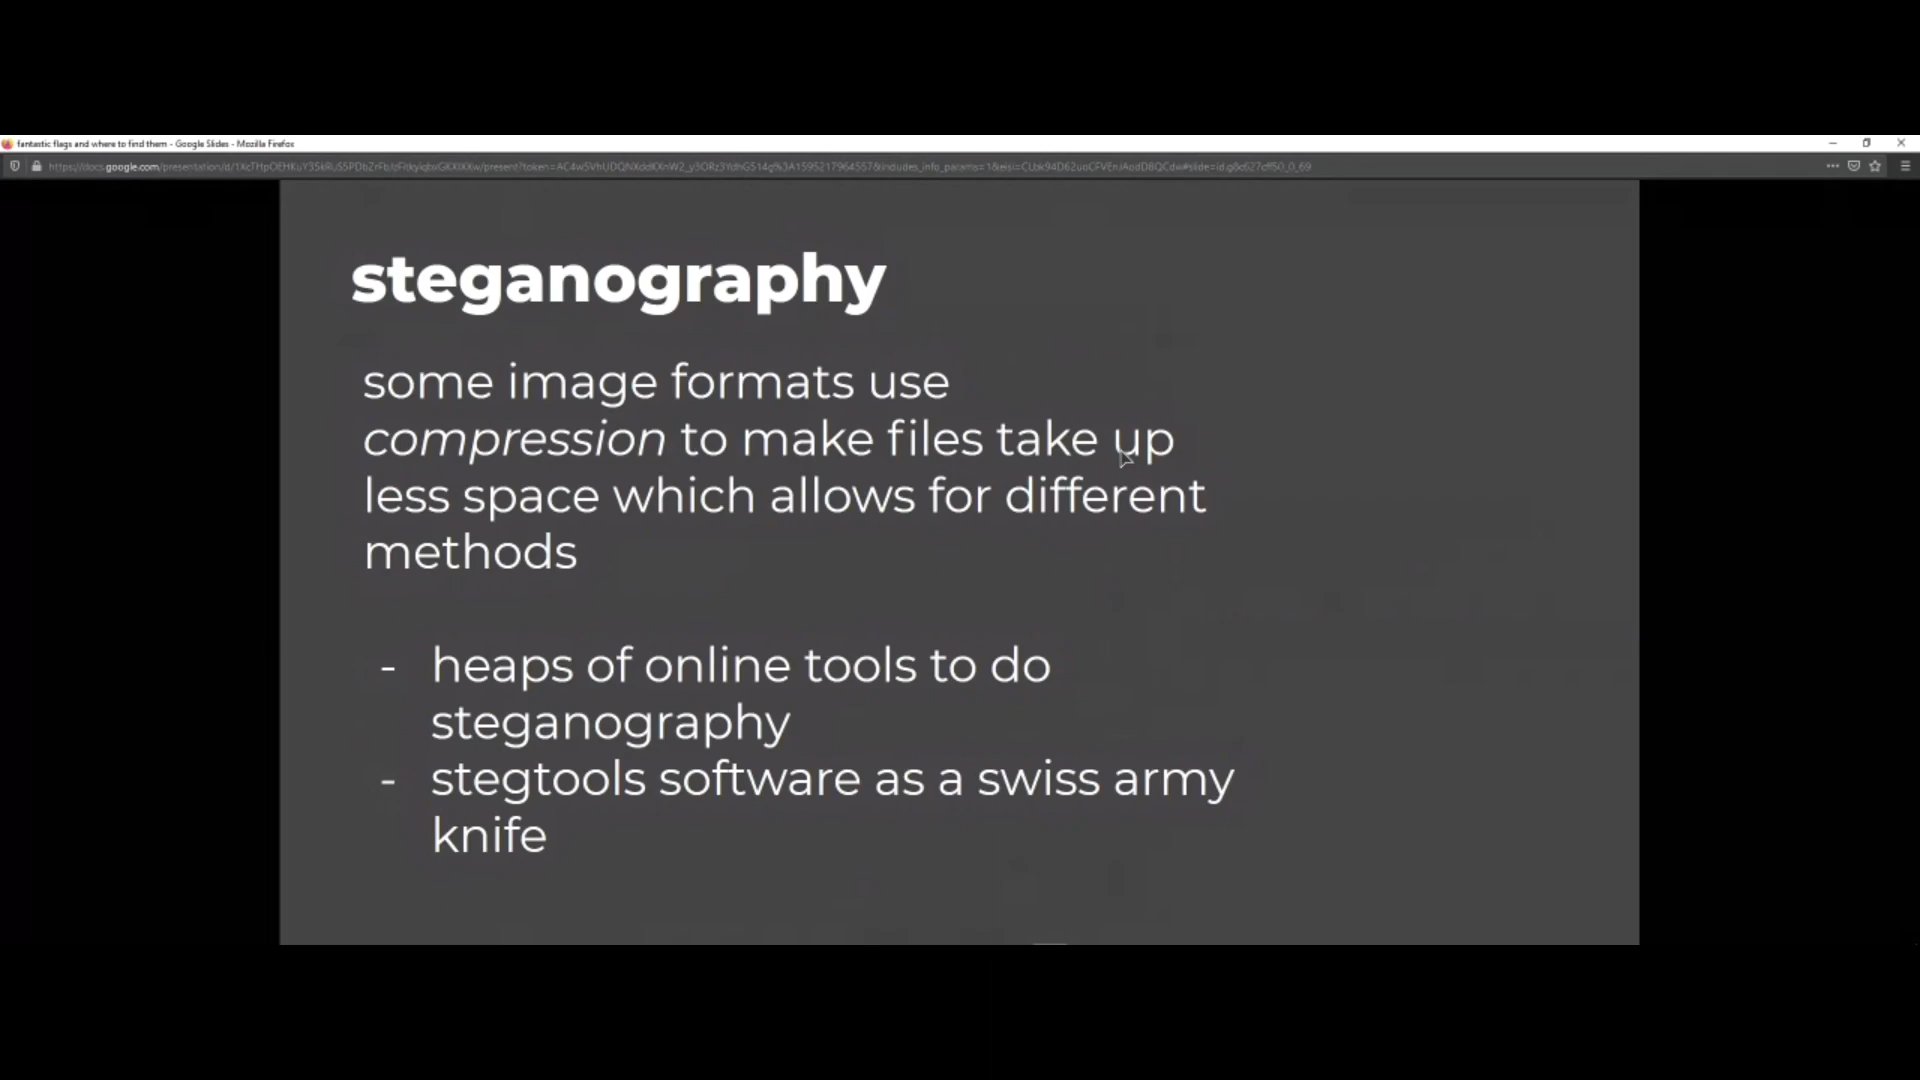 fantastic flags and where to find them - Google Slides - Mozilla Firefox
steganography
some image formats use
compression to make files take up
less space which allows for different
methods
- heaps of online tools to do
steganography
- stegtools software as a swiss army
knife